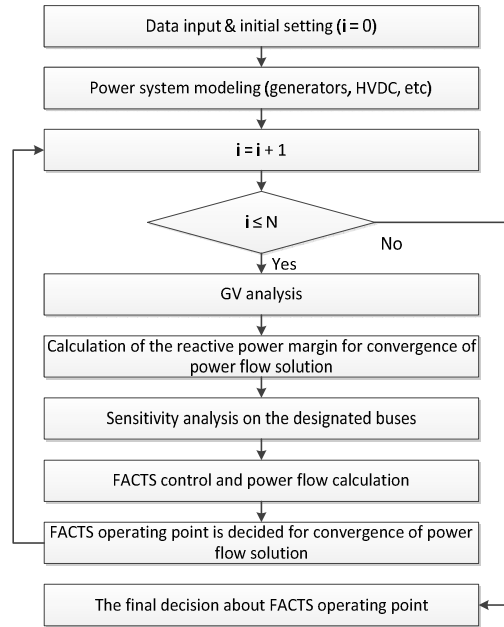 Data input & initial setting (i = 0)
Power system modeling (generators, HVDC, etc)
i = i + 1
i ≤ N
No
Yes
GV analysis
Calculation of the reactive power margin for convergence of
power flow solution
Sensitivity analysis on the designated buses
FACTS control and power flow calculation
FACTS operating point is decided for convergence of power
flow solution
The final decision about FACTS operating point